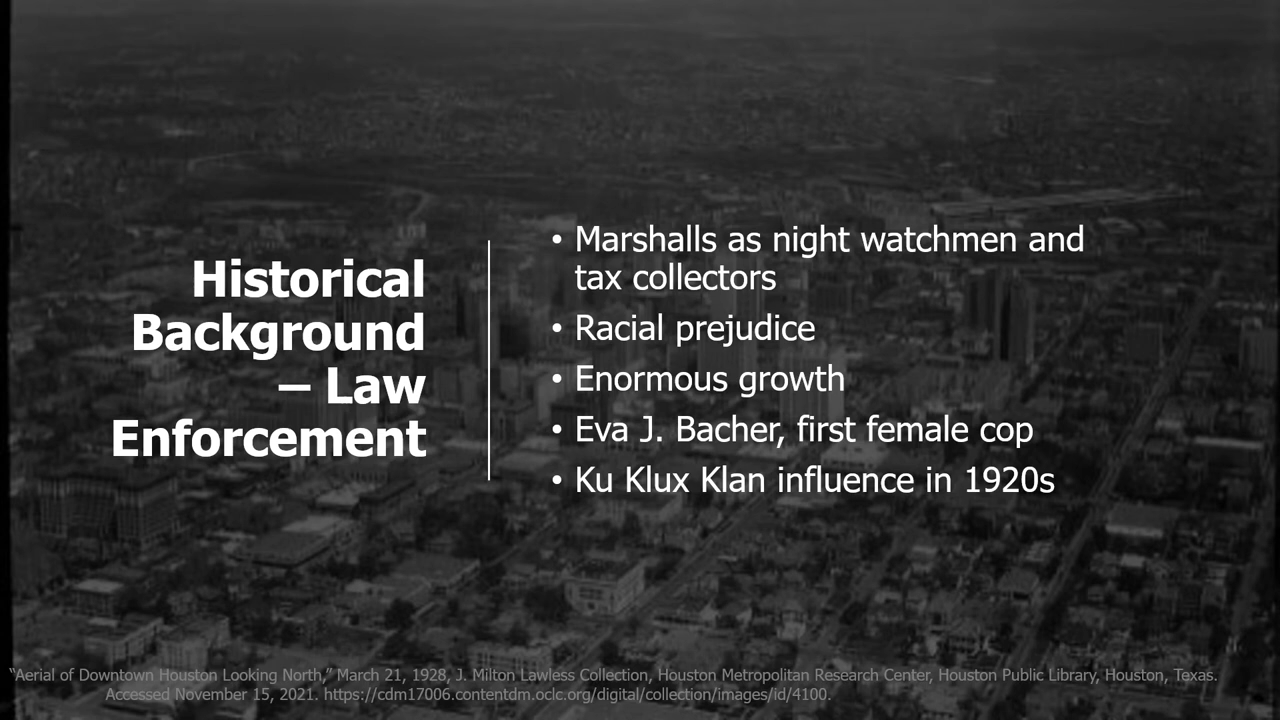 Historical
Background
– Law
Enforcement
• Marshalls as night watchmen and
tax collectors
• Racial prejudice
• Enormous growth
• Eva J. Bacher, first female cop
• Ku Klux Klan influence in 1920s
“Aerial of Downtown Houston Looking North,” March 21, 1928, J. Milton Lawless Collection, Houston Metropolitan Research Center, Houston Public Library, Houston, Texas.
Accessed November 15, 2021. https://cdm17006.contentdm.oclc.org/digital/collection/images/id/4100.